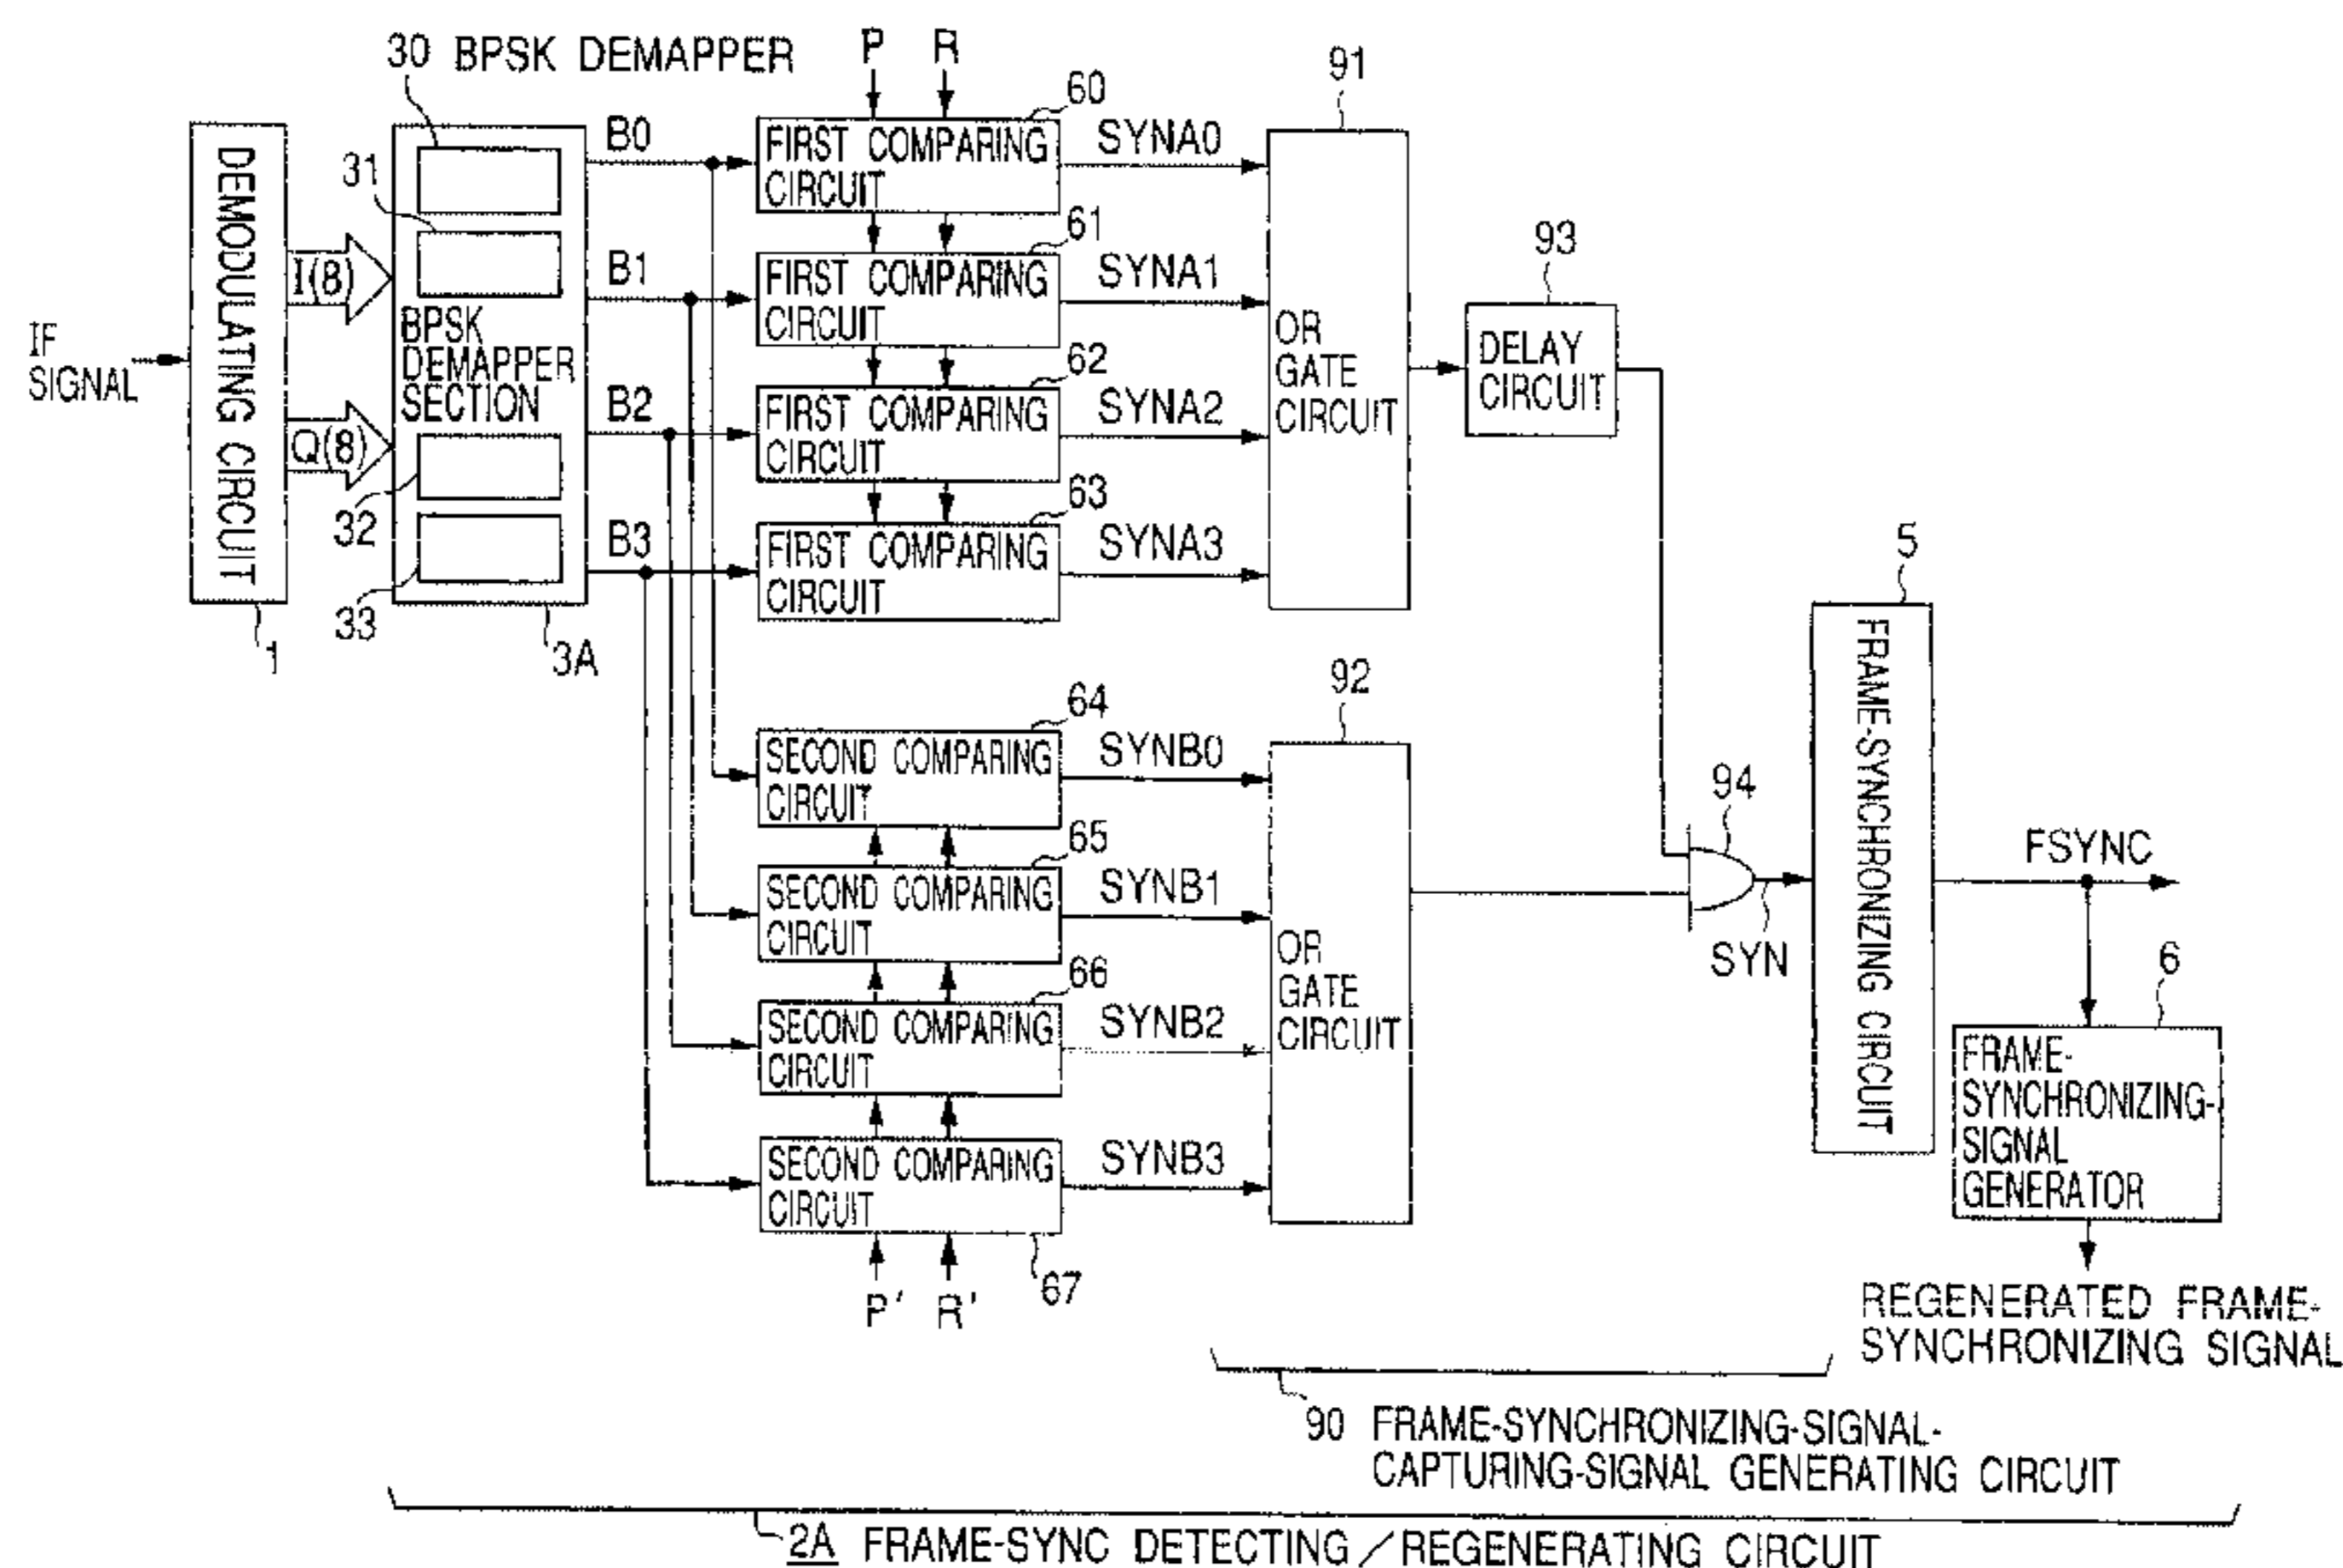 30 BPSK DEMAPPER
P
R
60
91
DEMODULATING CIRCUIT
B0
FIRST COMPARING
CIRCUIT
SYNA0
31
61
I(8)
B1
FIRST COMPARING
CIRCUIT
SYNA1
93
IF
SIGNAL
BPSK
DEMAPPER
SECTION
62
OR
GATE
CIRCUIT
DELAY
CIRCUIT
Q(8)
B2
FIRST COMPARING
CIRCUIT
SYNA2
63
32
B3
FIRST COMPARING
CIRCUIT
SYNA3
33
1
3A
5
64
92
SECOND COMPARING
CIRCUIT
SYNB0
94
65
SECOND COMPARING
CIRCUIT
SYNB1
FRAME-SYNCHRONIZING CIRCUIT
FSYNC
66
OR
GATE
CIRCUIT
SYN
6
SECOND COMPARING
CIRCUIT
SYNB2
FRAME-
SYNCHRONIZING-
SIGNAL
GENERATOR
SECOND COMPARING
CIRCUIT
SYNB3
67
P'
R'
REGENERATED FRAME-
SYNCHRONIZING SIGNAL
90 FRAME-SYNCHRONIZING-SIGNAL-
CAPTURING-SIGNAL GENERATING CIRCUIT
2A FRAME-SYNC DETECTING/REGENERATING CIRCUIT